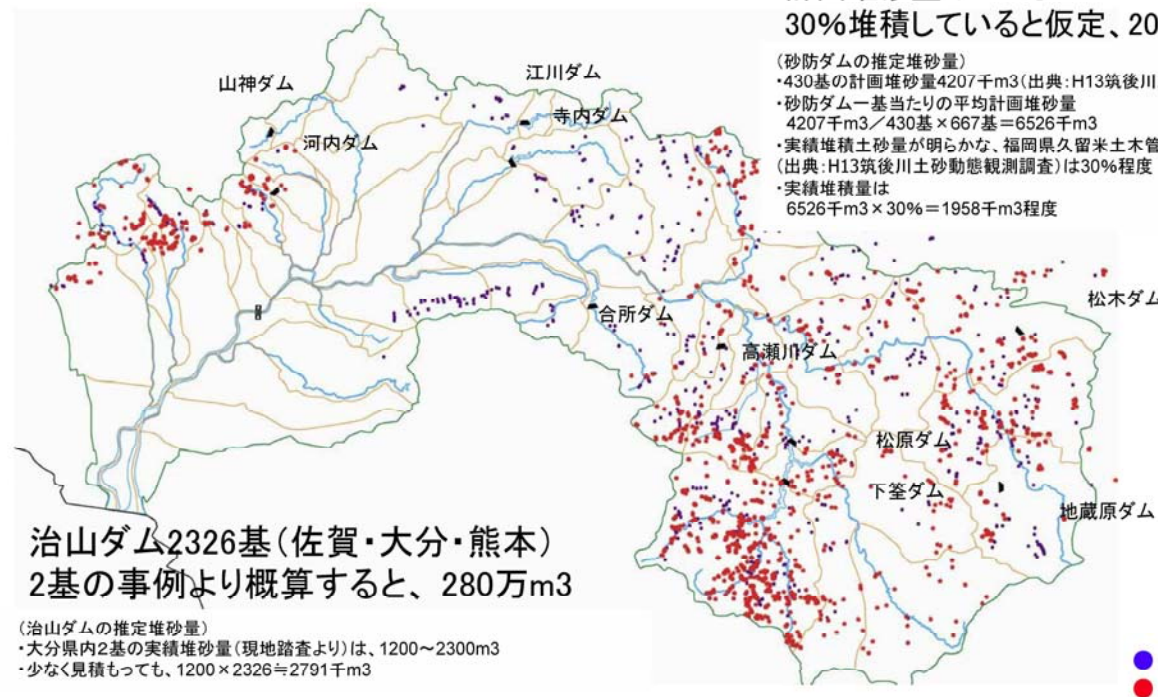 30%堆積していると仮定、20
(砂防ダムの推定堆砂量)
・430基の計画堆砂量4207千m3(出典:H13筑後川
・砂防ダム一基当たりの平均計画堆砂量
4207千m3/430基×667基=6526千m3
・実績堆積土砂量が明らかな、福岡県久留米土木管
(出典:H13筑後川土砂動態観測調査)は30%程度
・実績堆積量は
6526千m3×30%=1958千m3程度
山神ダム
江川ダム
寺内ダム
河内ダム
松木ダム
合所ダム
高瀬川ダム
松原ダム
下筌ダム
地蔵原ダム
治山ダム2326基(佐賀・大分・熊本)
2基の事例より概算すると、280万m3
(治山ダムの推定堆砂量)
・大分県内2基の実績堆砂量(現地踏査より)は、1200~2300m3
・少なく見積もっても、1200×2326≒2791千m3